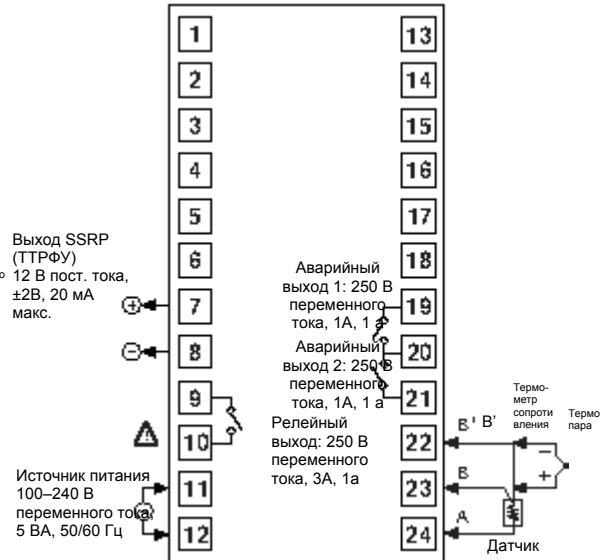 1
2
3
4
5
6
7
8
9
10
11
12
13
14
15
16
17
18
19
20
21
22
23
24
Выход SSRP
(ТТРФУ)
12 В пост. тока,
±2В, 20 мА
макс.
Источник питания
100–240 В
переменного тока,
5 ВА, 50/60 Гц
Аварийный
выход 1: 250 В
переменного
тока, 1А, 1 а
Аварийный
выход 2: 250 В
переменного
тока, 1А, 1 а
Релейный
выход: 250 В
переменного
тока, 3А, 1а
B' B'
B
A
Термо-
метр
сопроти
вления
Термо
пара
Датчик